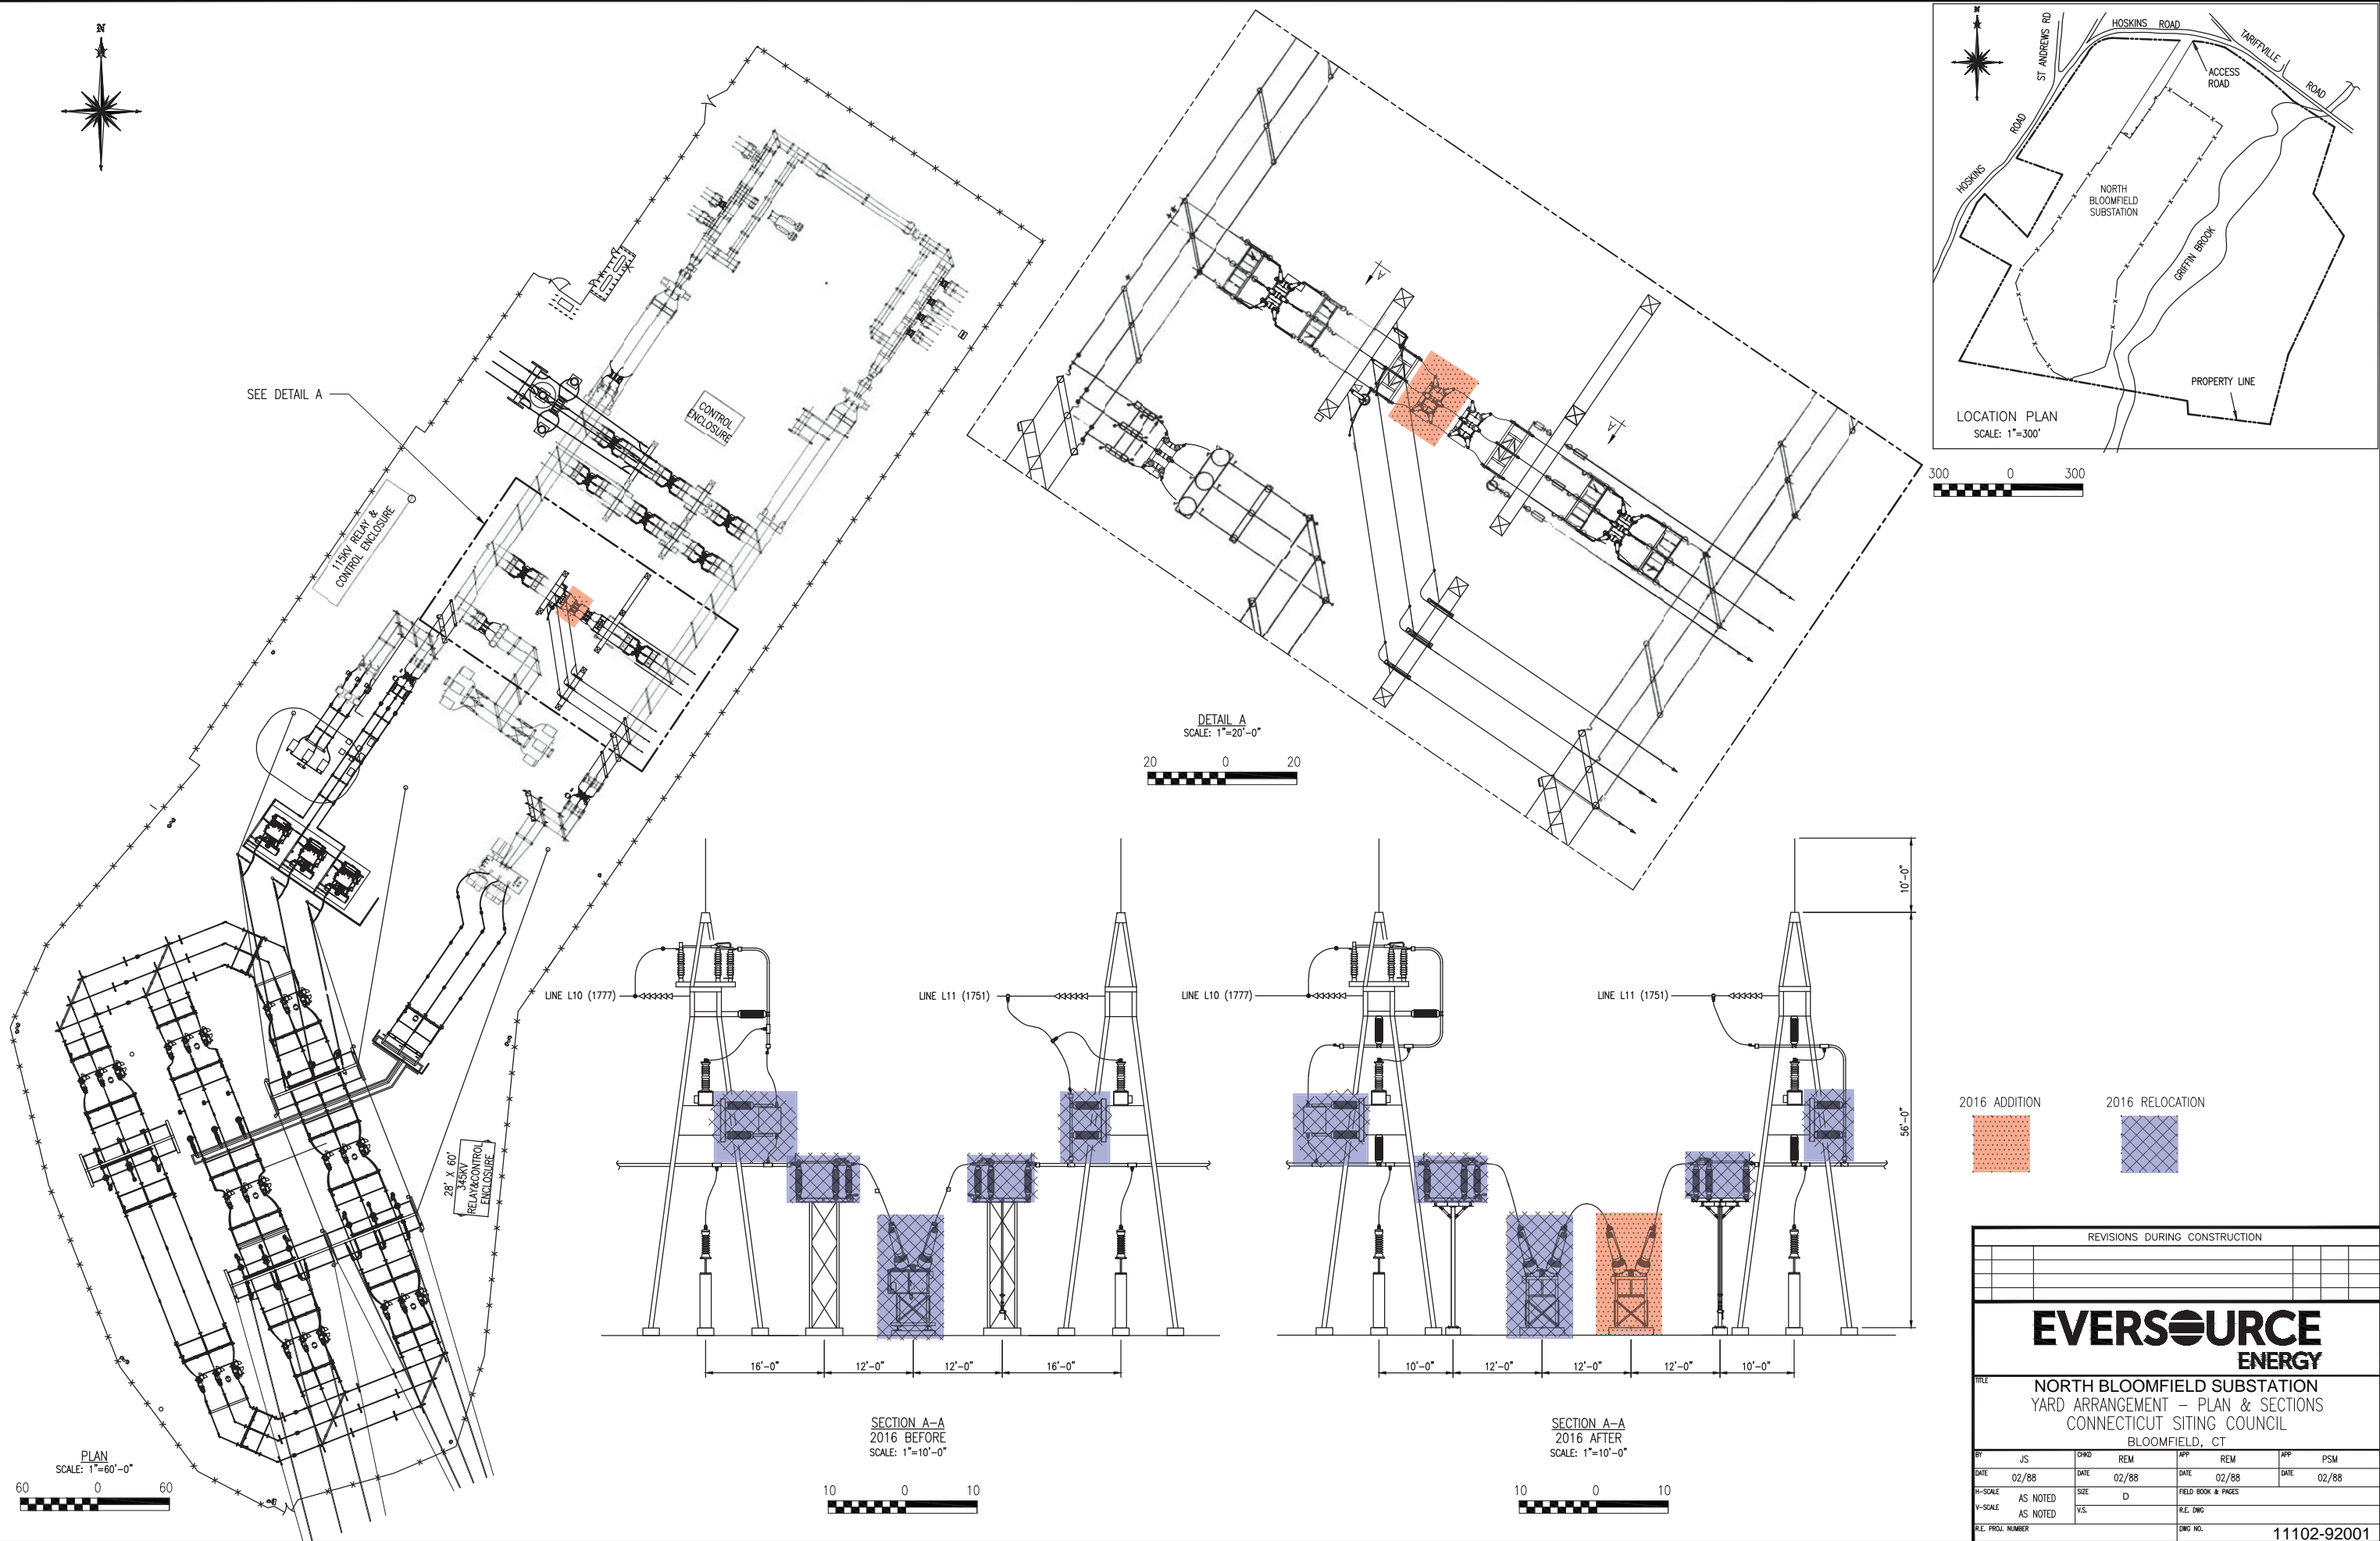 N
SEE DETAIL A
CONTROL
ENCLOSURE
115KV RELAY &
CONTROL ENCLOSURE
28' X 60'
345KV
RELAY&CONTROL
ENCLOSURE
PLAN
SCALE: 1"=60'-0"
60 0 60
A
A
DETAIL A
SCALE: 1"=20'-0"
20 0 20
N
HOSKINS ROAD
ST ANDREWS RD
TARIFFVILLE
ROAD
ACCESS
ROAD
HOSKINS
ROAD
NORTH
BLOOMFIELD
SUBSTATION
GRIFFIN BROOK
PROPERTY LINE
LOCATION PLAN
SCALE: 1"=300'
300 0 300
LINE L10 (1777)
LINE L11 (1751)
16'-0" 12'-0" 12'-0" 16'-0"
SECTION A-A
2016 BEFORE
SCALE: 1"=10'-0"
10 0 10
LINE L10 (1777)
LINE L11 (1751)
10'-0"
56'-0"
10'-0" 12'-0" 12'-0" 12'-0" 10'-0"
SECTION A-A
2016 AFTER
SCALE: 1"=10'-0"
10 0 10
2016 ADDITION
2016 RELOCATION
REVISIONS DURING CONSTRUCTION
EVERSOURCE
ENERGY
TITLE
NORTH BLOOMFIELD SUBSTATION
YARD ARRANGEMENT - PLAN & SECTIONS
CONNECTICUT SITING COUNCIL
BLOOMFIELD, CT
BY JS CHKD REM APP REM APP PSM
DATE 02/88 DATE 02/88 DATE 02/88 DATE 02/88
H-SCALE AS NOTED SIZE D FIELD BOOK & PAGES
V-SCALE AS NOTED V.S. R.E. DWG
R.E. PROJ. NUMBER DWG NO. 11102-92001